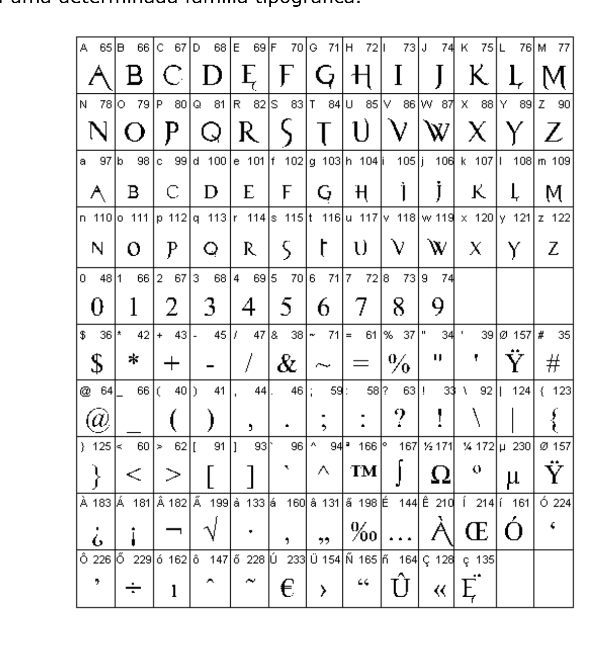 uma determinada família tipográfica.
A 65 B 66 C 67 D 68 E 69 F 70 G 71 H 72 I 73 J 74 K 75 L 76 M 77
A B C D Ę F G H I J K L M
N 78 O 79 P 80 Q 81 R 82 S 83 T 84 U 85 V 86 W 87 X 88 Y 89 Z 90
N O P Q R S T U V W X Y Z
a 97 b 98 c 99 d 100 e 101 f 102 g 103 h 104 i 105 j 106 k 107 l 108 m 109
A B C D E F G H i j K L M
n 110 o 111 p 112 q 113 r 114 s 115 t 116 u 117 v 118 w 119 x 120 y 121 z 122
N O P Q R S t U V W X Y Z
0 48 1 66 2 67 3 68 4 69 5 70 6 71 7 72 8 73 9 74
0 1 2 3 4 5 6 7 8 9
$ 36 * 42 + 43 - 45 / 47 & 38 ~ 71 = 61 % 37 " 34 ' 39 Ø 157 # 35
$ * + - / & ~ = % " ' Ÿ #
@ 64 _ 66 ( 40 ) 41 , 44 . 46 ; 59 : 58 ? 63 ! 33 \ 92 | 124 { 123
@ _ ( ) , . ; : ? ! \ | {
} 125 < 60 > 62 [ 91 ] 93 ` 96 ^ 94 ª 166 º 167 ½ 171 ¼ 172 µ 230 Ø 157
} < > [ ] ` ^ ™ ∫ Ω º µ Ÿ
À 183 Á 181 Â 182 Ã 199 à 133 á 160 â 131 ã 198 É 144 Ê 210 Í 214 í 161 Ó 224
¿ ¡ ¬ √ · , „ ‰ … À Œ Ó ‘
Ô 226 Õ 229 ó 162 ô 147 õ 228 Ú 233 Ü 154 Ñ 165 ñ 164 Ç 128 ç 135
’ ÷ ı ˆ ˜ € › “ Û « Ë